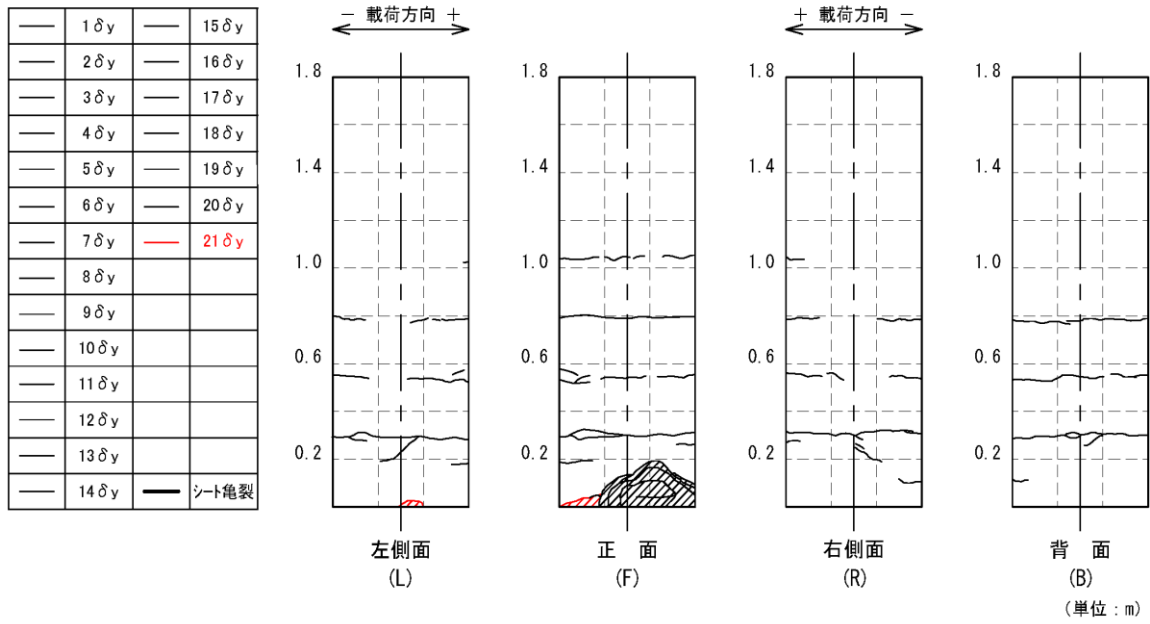 1δy 15δy
2δy 16δy
3δy 17δy
4δy 18δy
5δy 19δy
6δy 20δy
7δy 21δy
8δy
9δy
10δy
11δy
12δy
13δy
14δy シート亀裂
− 載荷方向 +
1.8
1.4
1.0
0.6
0.2
左側面
(L)
1.8
1.4
1.0
0.6
0.2
正 面
(F)
+ 載荷方向 −
1.8
1.4
1.0
0.6
0.2
右側面
(R)
1.8
1.4
1.0
0.6
0.2
背 面
(B)
(単位:m)